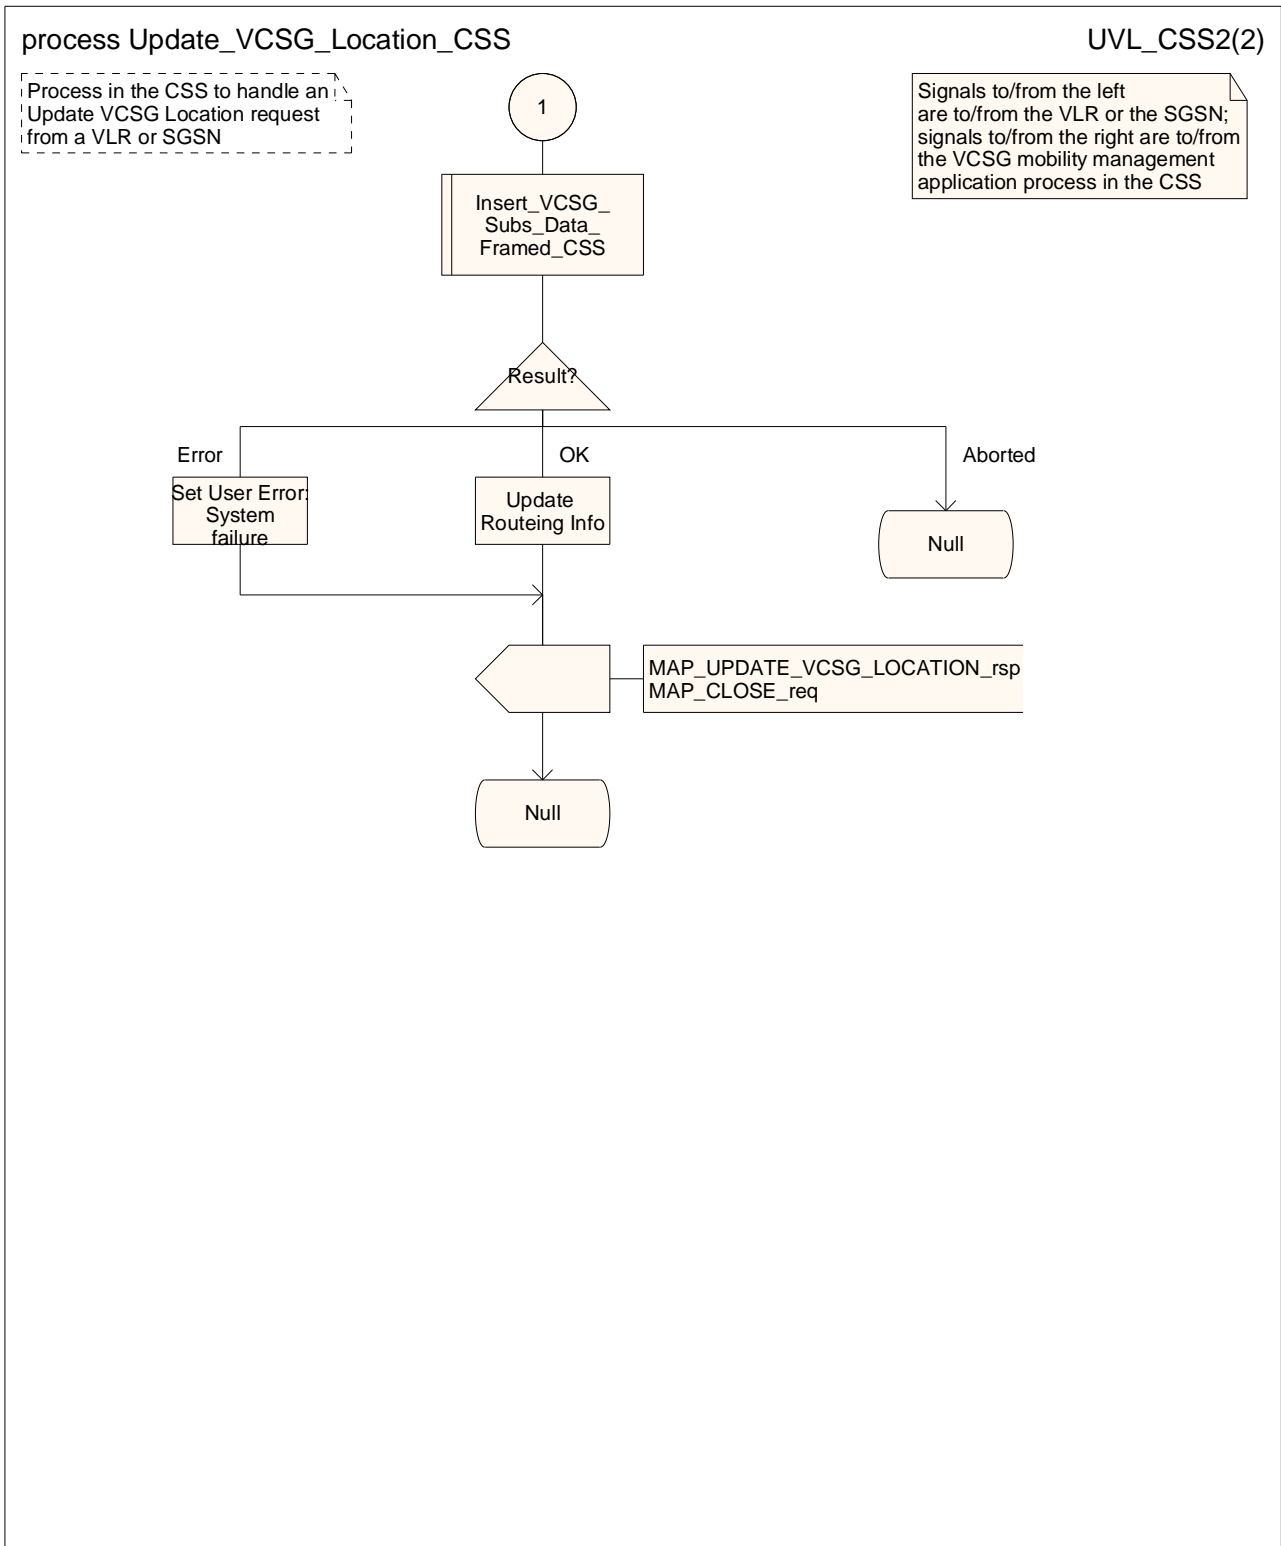 process Update_VCSG_Location_CSS
UVL_CSS2(2)
Process in the CSS to handle an
Update VCSG Location request
from a VLR or SGSN
1
Signals to/from the left
are to/from the VLR or the SGSN;
signals to/from the right are to/from
the VCSG mobility management
application process in the CSS
Insert_VCSG_
Subs_Data_
Framed_CSS
Result?
Error
OK
Aborted
Set User Error:
System
failure
Update
Routeing Info
Null
MAP_UPDATE_VCSG_LOCATION_rsp
MAP_CLOSE_req
Null